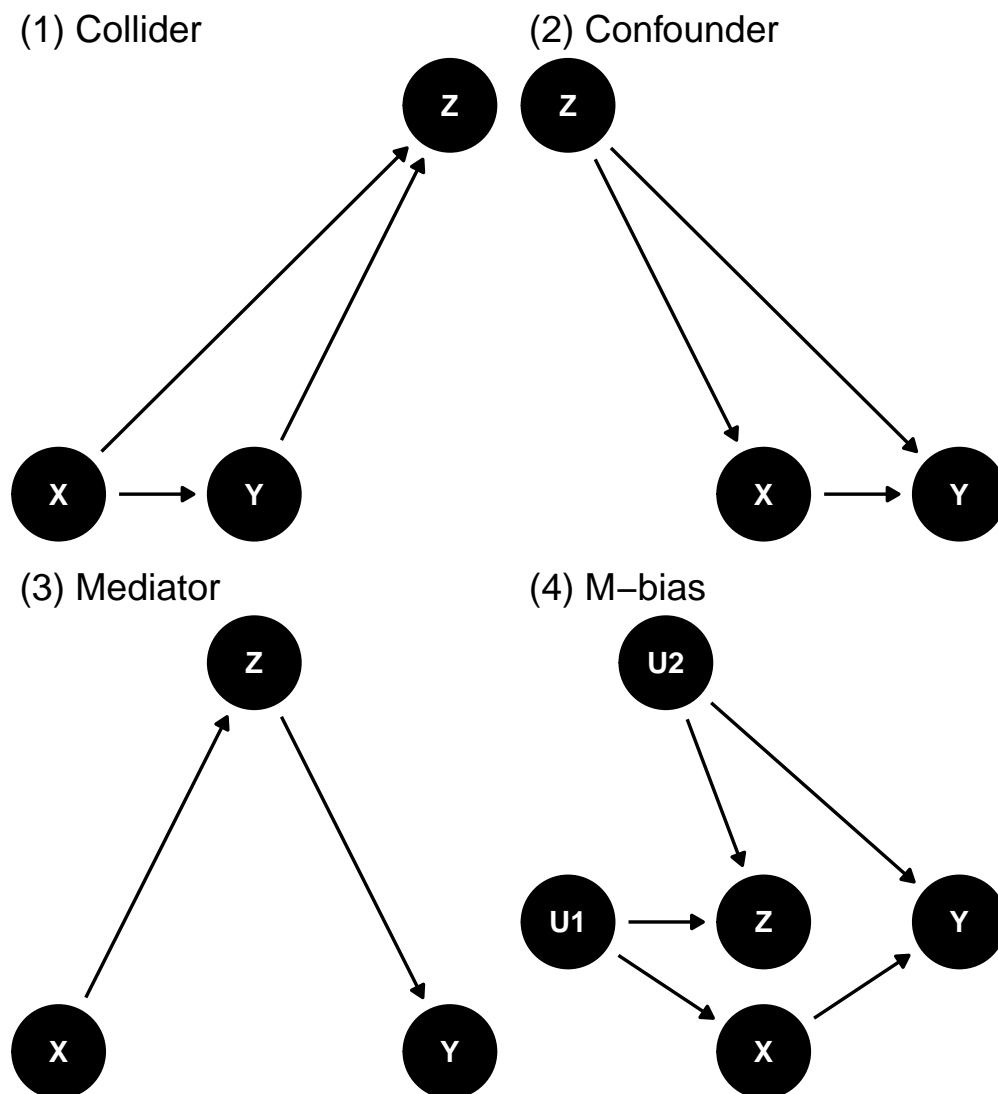 (1) Collider
Z
X
Y
(2) Confounder
Z
X
Y
(3) Mediator
Z
X
Y
(4) M−bias
U2
U1
Z
Y
X